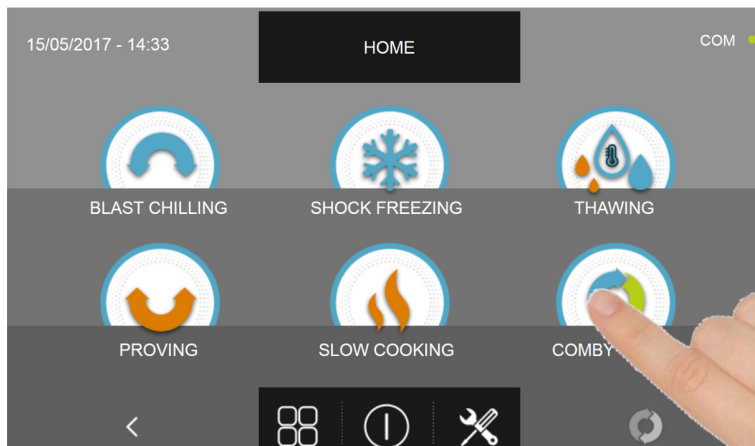 15/05/2017 - 14:33
HOME
COM
BLAST CHILLING
SHOCK FREEZING
THAWING
PROVING
SLOW COOKING
COMBY